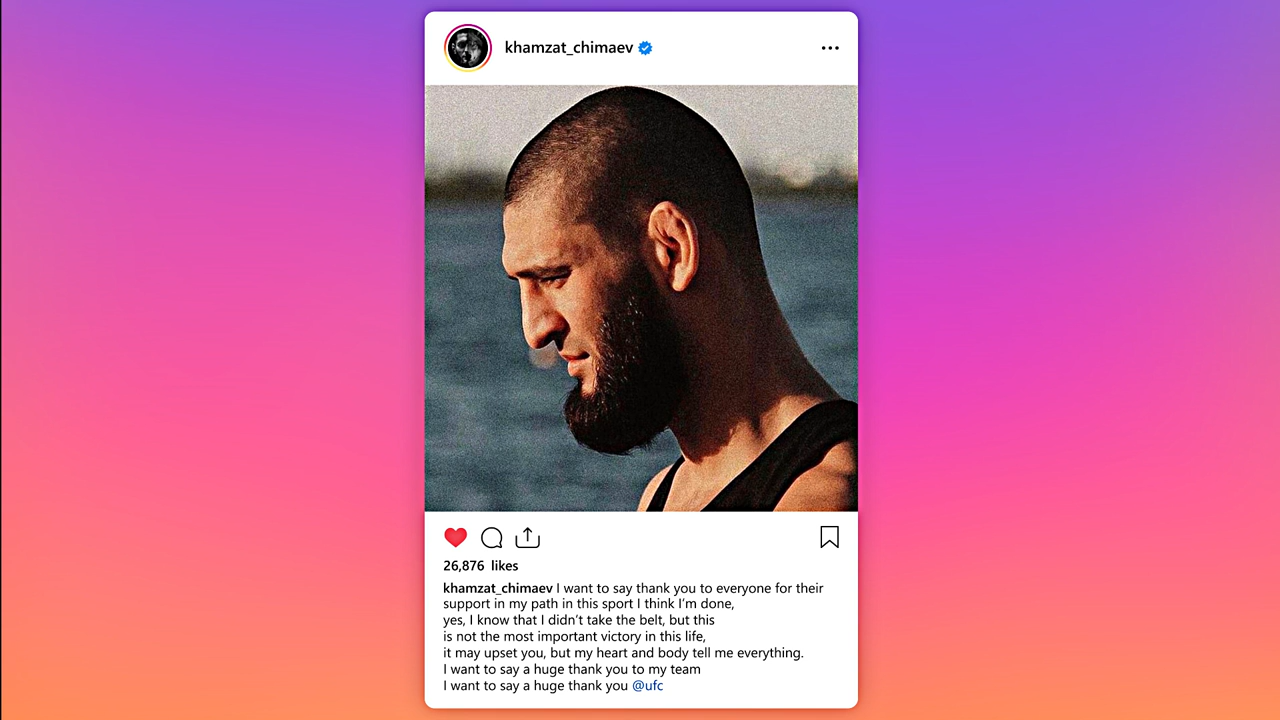 khamzat_chimaev
26,876 likes
khamzat_chimaev I want to say thank you to everyone for their
support in my path in this sport I think I'm done,
yes, I know that I didn't take the belt, but this
is not the most important victory in this life,
it may upset you, but my heart and body tell me everything.
I want to say a huge thank you to my team
I want to say a huge thank you @ufc